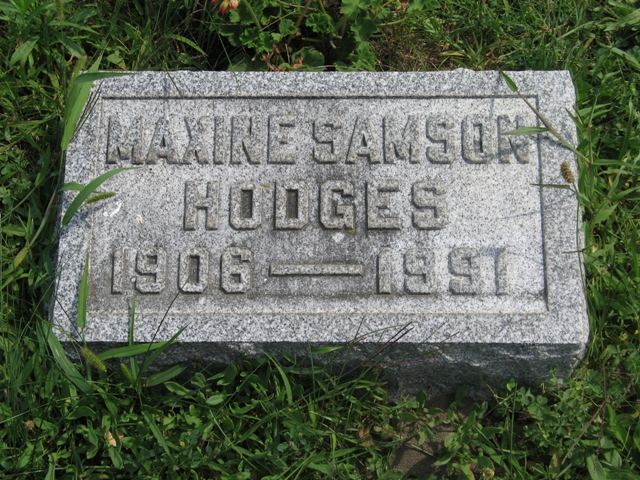 MAXINE SAMSON
HODGES
1906 — 1991